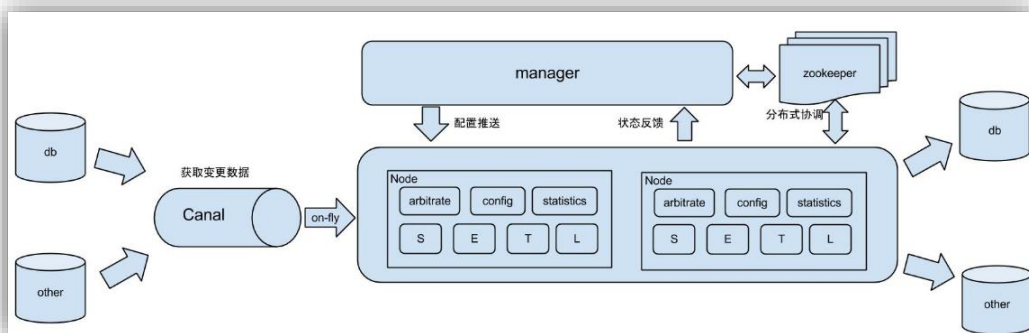 manager
zookeeper
配置推送
状态反馈
分布式协调
db
other
获取变更数据
Canal
on-fly
Node
arbitrate
config
statistics
S
E
T
L
Node
arbitrate
config
statistics
S
E
T
L
db
other